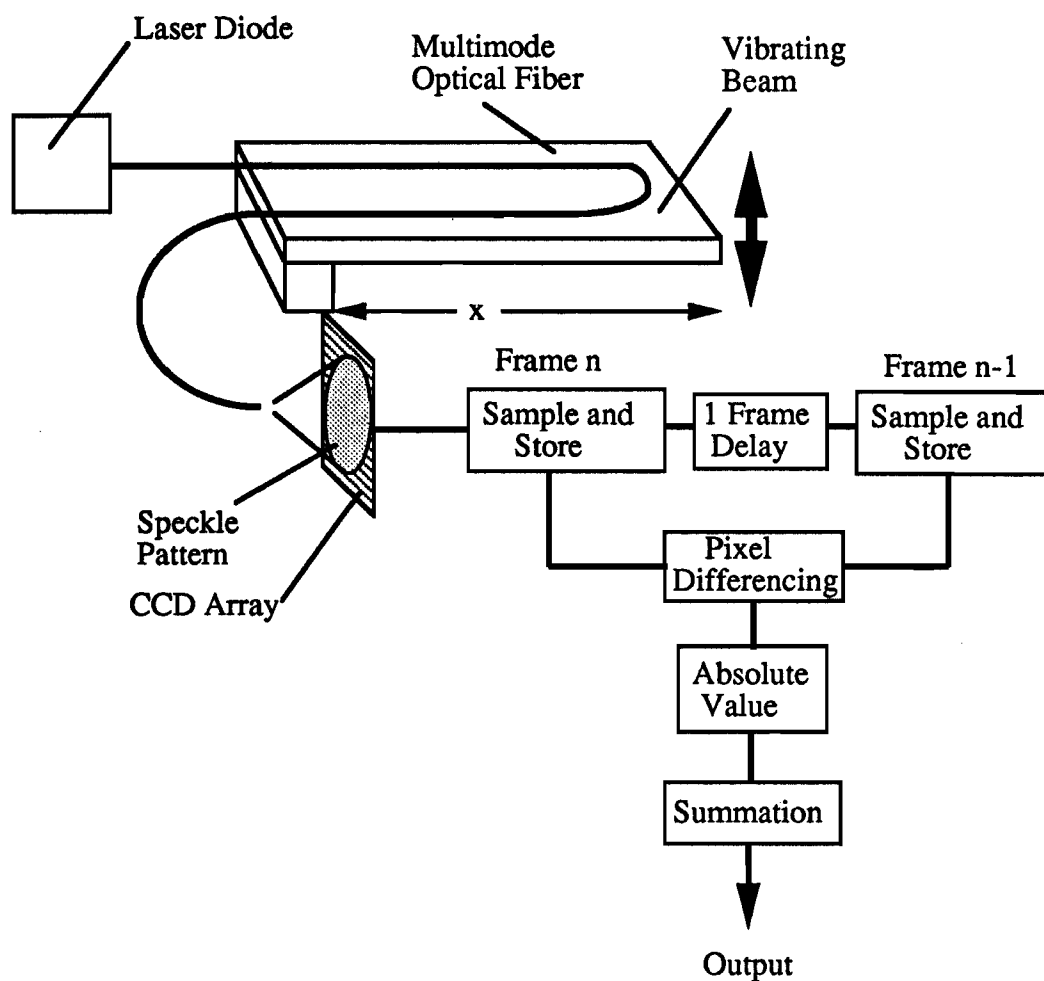 Laser Diode
Multimode
Optical Fiber
Vibrating
Beam
x
Frame n
Frame n-1
Sample and
Store
1 Frame
Delay
Sample and
Store
Speckle
Pattern
CCD Array
Pixel
Differencing
Absolute
Value
Summation
Output